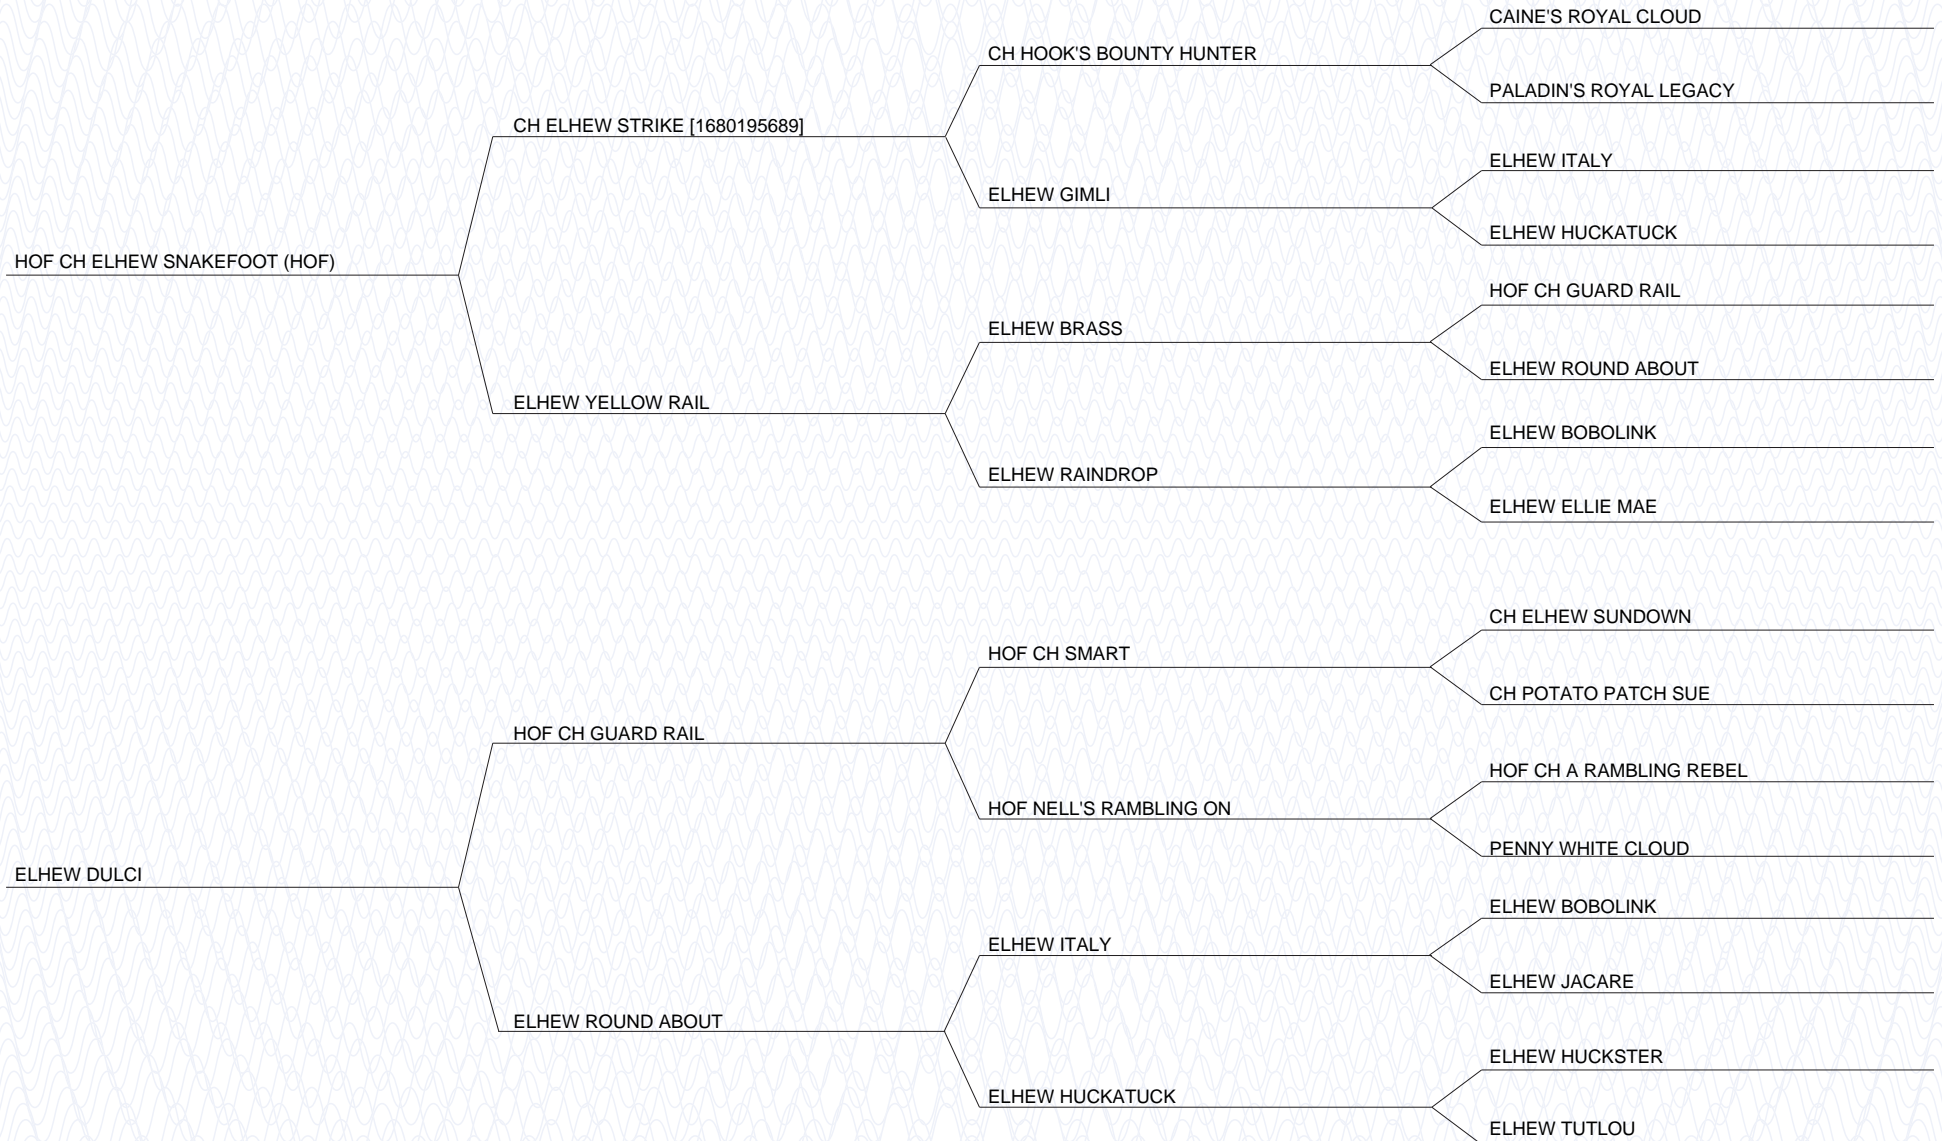 CAINE'S ROYAL CLOUD
CH HOOK'S BOUNTY HUNTER
PALADIN'S ROYAL LEGACY
CH ELHEW STRIKE [1680195689]
ELHEW ITALY
ELHEW GIMLI
ELHEW HUCKATUCK
HOF CH ELHEW SNAKEFOOT (HOF)
HOF CH GUARD RAIL
ELHEW BRASS
ELHEW ROUND ABOUT
ELHEW YELLOW RAIL
ELHEW BOBOLINK
ELHEW RAINDROP
ELHEW ELLIE MAE
CH ELHEW SUNDOWN
HOF CH SMART
CH POTATO PATCH SUE
HOF CH GUARD RAIL
HOF CH A RAMBLING REBEL
HOF NELL'S RAMBLING ON
PENNY WHITE CLOUD
ELHEW DULCI
ELHEW BOBOLINK
ELHEW ITALY
ELHEW JACARE
ELHEW ROUND ABOUT
ELHEW HUCKSTER
ELHEW HUCKATUCK
ELHEW TUTLOU